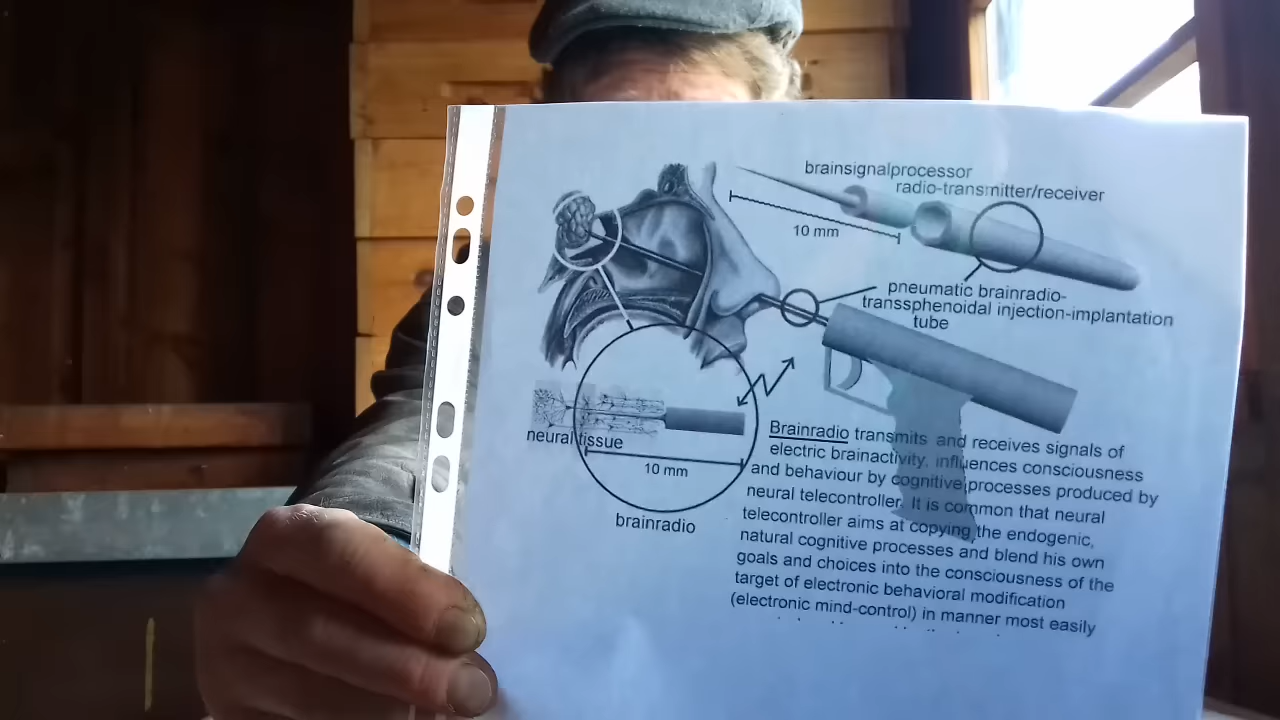 brainsignalprocessor
radio-transmitter/receiver
10 mm
pneumatic brainradio-
transsphenoidal injection-implantation
tube
neural tissue
10 mm
brainradio
Brainradio transmits and receives signals of
electric brainactivity, influences consciousness
and behaviour by cognitive processes produced by
neural telecontroller. It is common that neural
telecontroller aims at copying the endogenic,
natural cognitive processes and blend his own
goals and choices into the consciousness of the
target of electronic behavioral modification
(electronic mind-control) in manner most easily